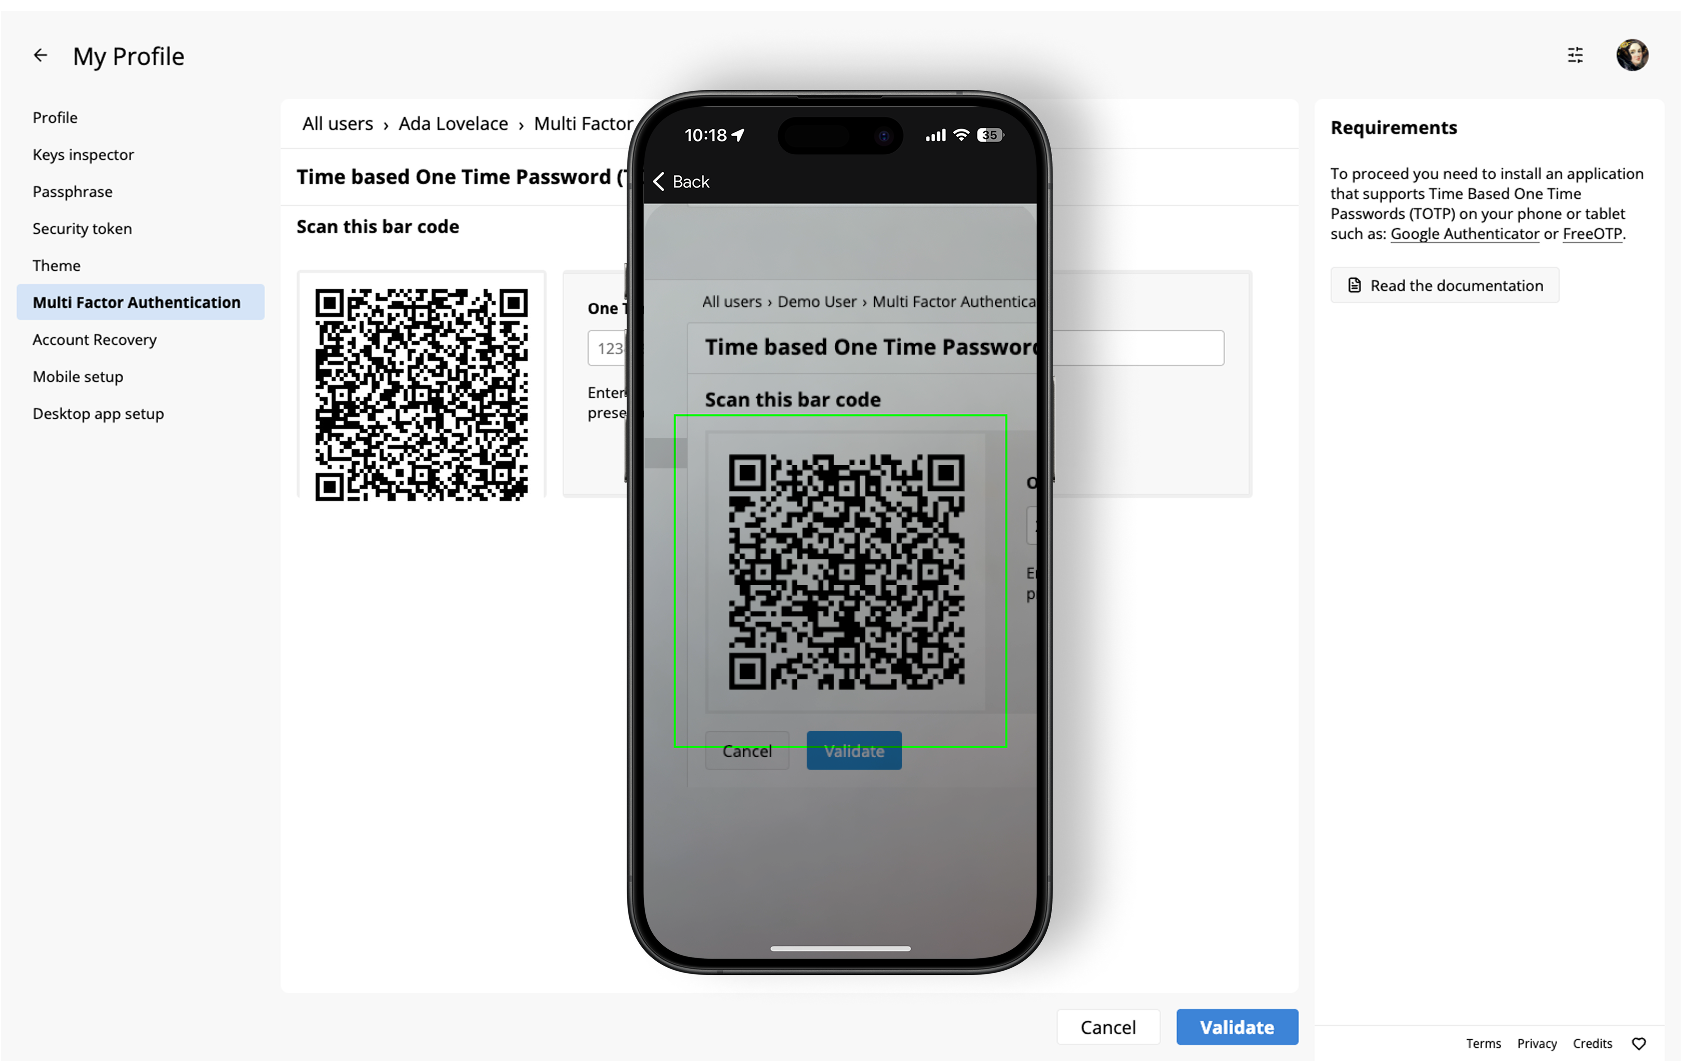 My Profile
Profile
Keys inspector
Passphrase
Security token
Theme
Multi Factor Authentication
Account Recovery
Mobile setup
Desktop app setup
All users › Ada Lovelace › Multi Factor
Time based One Time Password (
Scan this bar code
One
123
Enter
prese
10:18
35
Back
All users › Demo User › Multi Factor Authentica
Time based One Time Password
Scan this bar code
Cancel
Validate
Requirements
To proceed you need to install an application
that supports Time Based One Time
Passwords (TOTP) on your phone or tablet
such as: Google Authenticator or FreeOTP.
Read the documentation
Cancel
Validate
Terms
Privacy
Credits